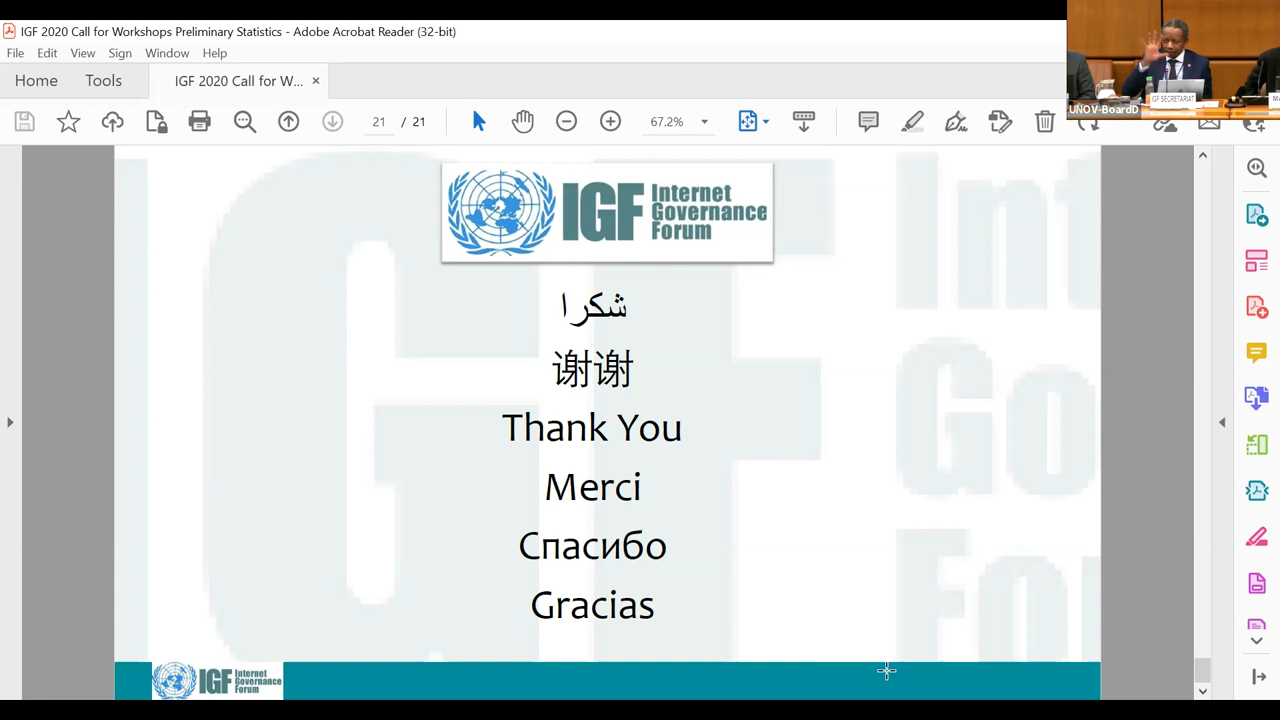 IGF 2020 Call for Workshops Preliminary Statistics - Adobe Acrobat Reader (32-bit)
File Edit View Sign Window Help
Home Tools IGF 2020 Call for W... ×
21 / 21 67.2%
UNOV-BoardD
IGF SECRETARIAT
IGF Internet
Governance
Forum
شكرا
谢谢
Thank You
Merci
Спасибо
Gracias
IGF Internet
Governance
Forum